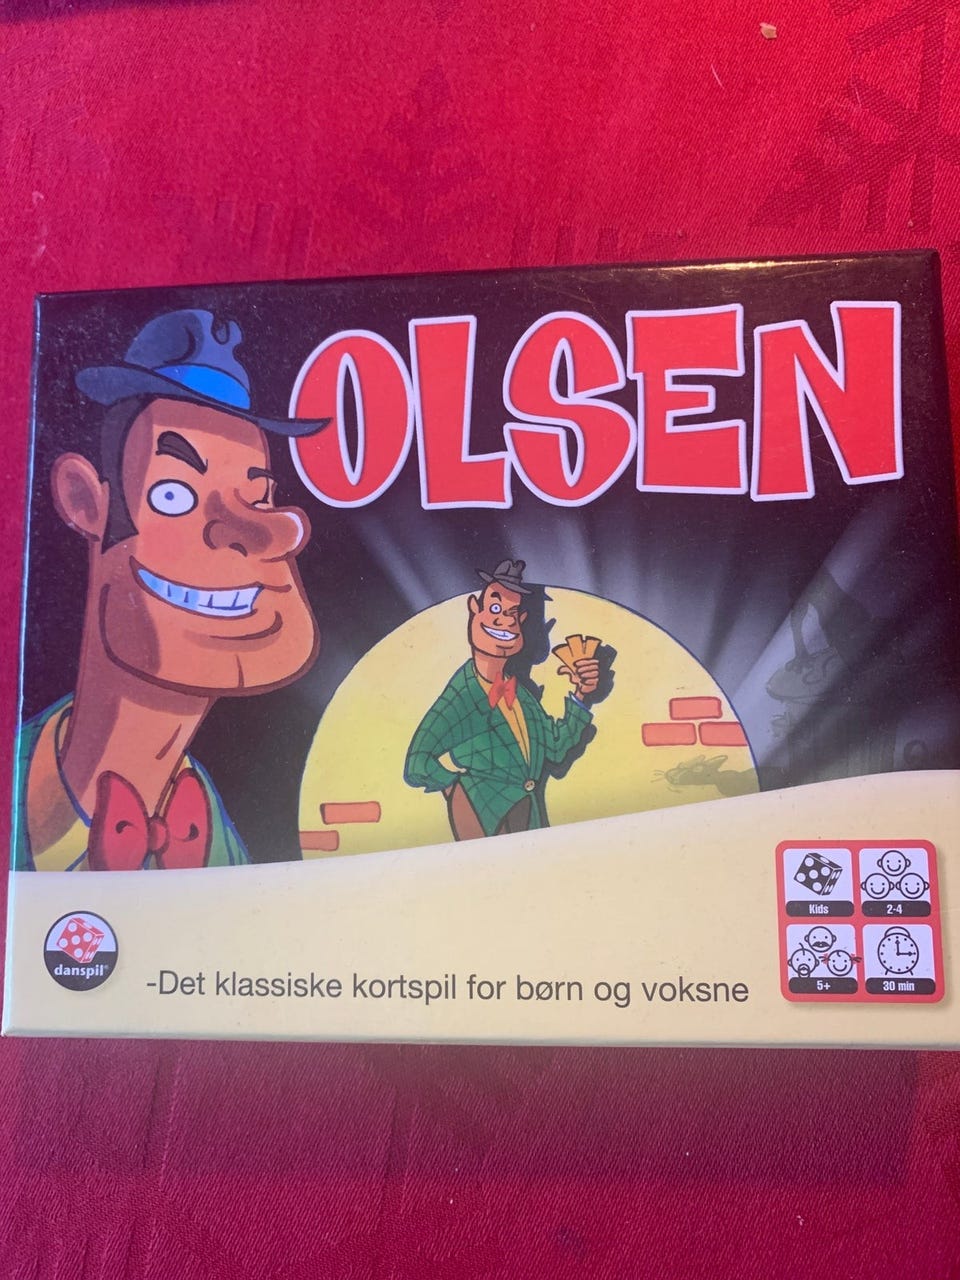 OLSEN
Kids
2-4
5+
30 min
danspil®
-Det klassiske kortspil for børn og voksne